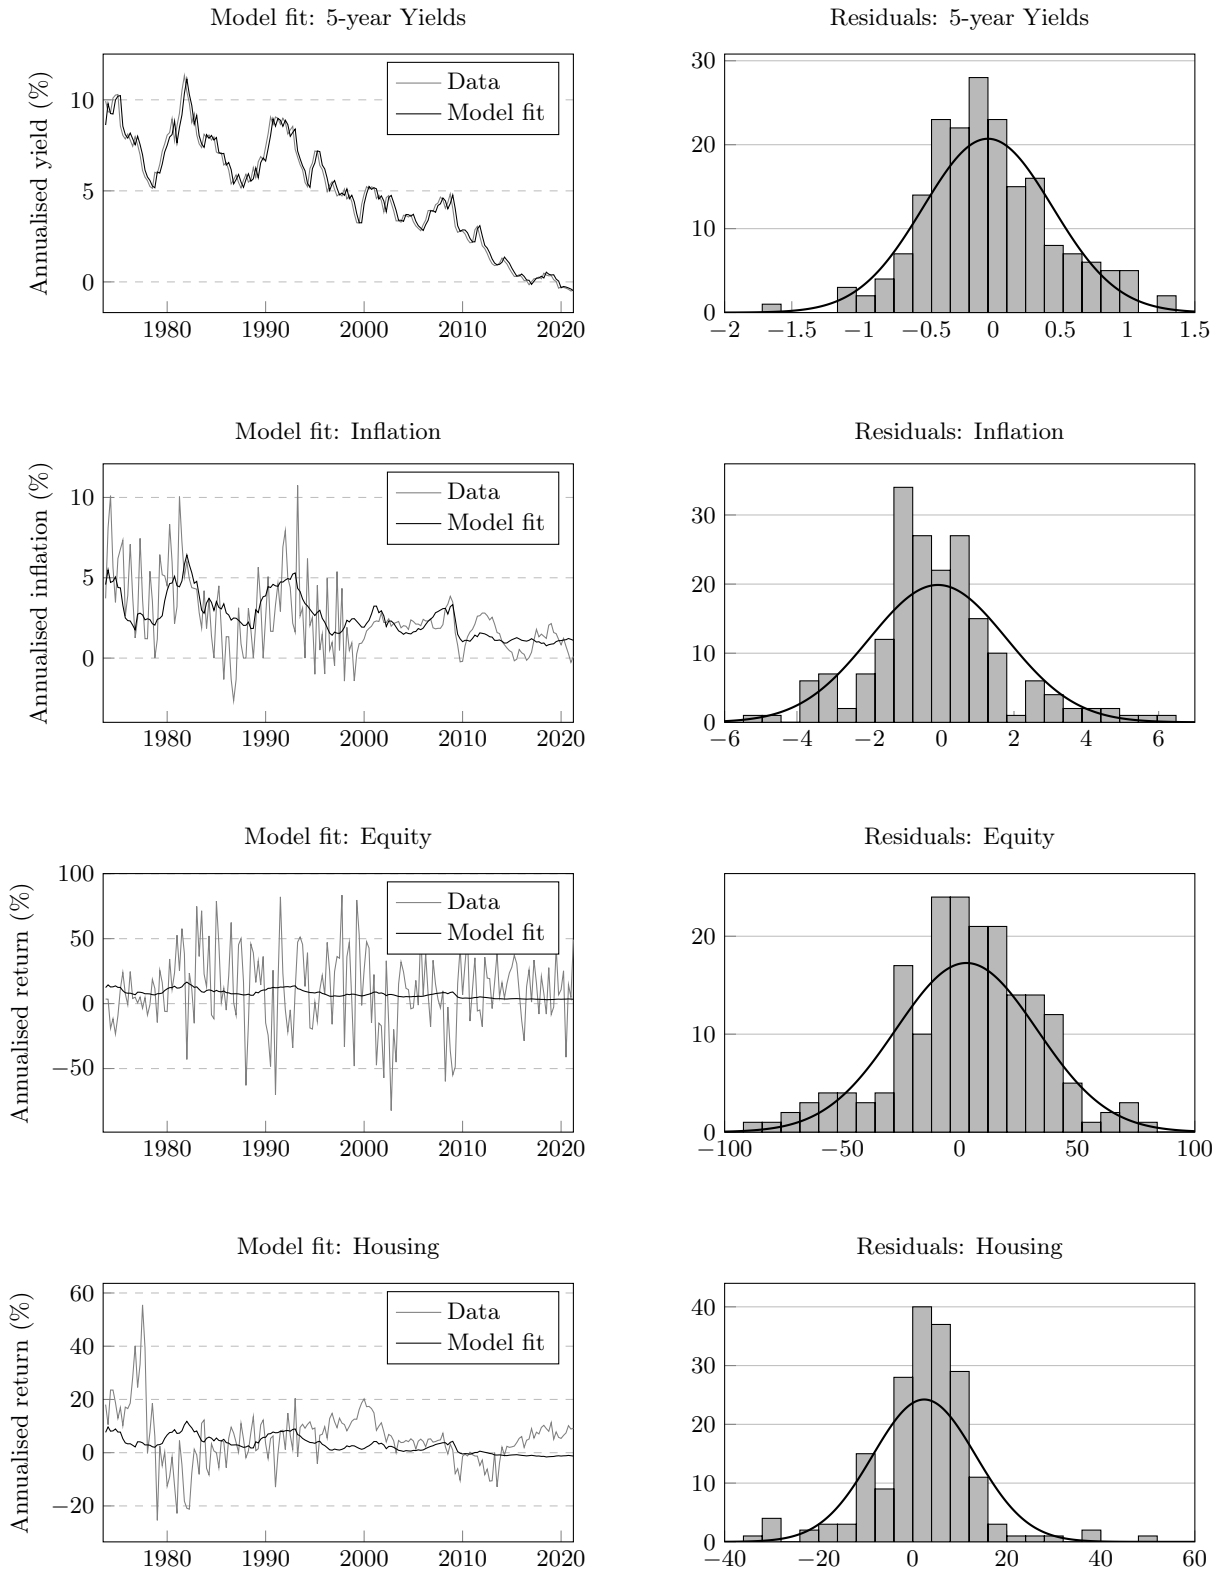 Model fit: 5-year Yields
Annualised yield (%)
10
5
0
1980 1990 2000 2010 2020
Data
Model fit
Residuals: 5-year Yields
30
20
10
0
−2 −1.5 −1 −0.5 0 0.5 1 1.5
Model fit: Inflation
Annualised inflation (%)
10
5
0
1980 1990 2000 2010 2020
Data
Model fit
Residuals: Inflation
30
20
10
0
−6 −4 −2 0 2 4 6
Model fit: Equity
Annualised return (%)
100
50
0
−50
1980 1990 2000 2010 2020
Data
Model fit
Residuals: Equity
20
10
0
−100 −50 0 50 100
Model fit: Housing
Annualised return (%)
60
40
20
0
−20
1980 1990 2000 2010 2020
Data
Model fit
Residuals: Housing
40
30
20
10
0
−40 −20 0 20 40 60